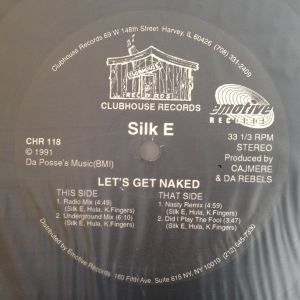 Clubhouse Records 69 W 148th Street Harvey, IL 60426 (708) 331-2409
CLUBHOUSE
RECORDS
CLUBHOUSE RECORDS
emotive
RECORDS
Silk E
CHR 118
© 1991
Da Posse's Music(BMI)
33 1/3 RPM
STEREO
Produced by
CAJMERE
& DA REBELS
LET'S GET NAKED
THIS SIDE
1. Radio Mix (4:49)
(Silk E, Hula, K.Fingers)
2. Underground Mix (6:10)
(Silk E, Hula, K.Fingers)
THAT SIDE
1. Nasty Remix (4:59)
(Silk E, Hula, K.Fingers)
2. Did I Play The Fool (3:47)
(Silk E, Hula, K.Fingers)
Distributed by Emotive Records 160 Fifth Ave. Suite 615 NY, NY 10010 (212) 645-7330